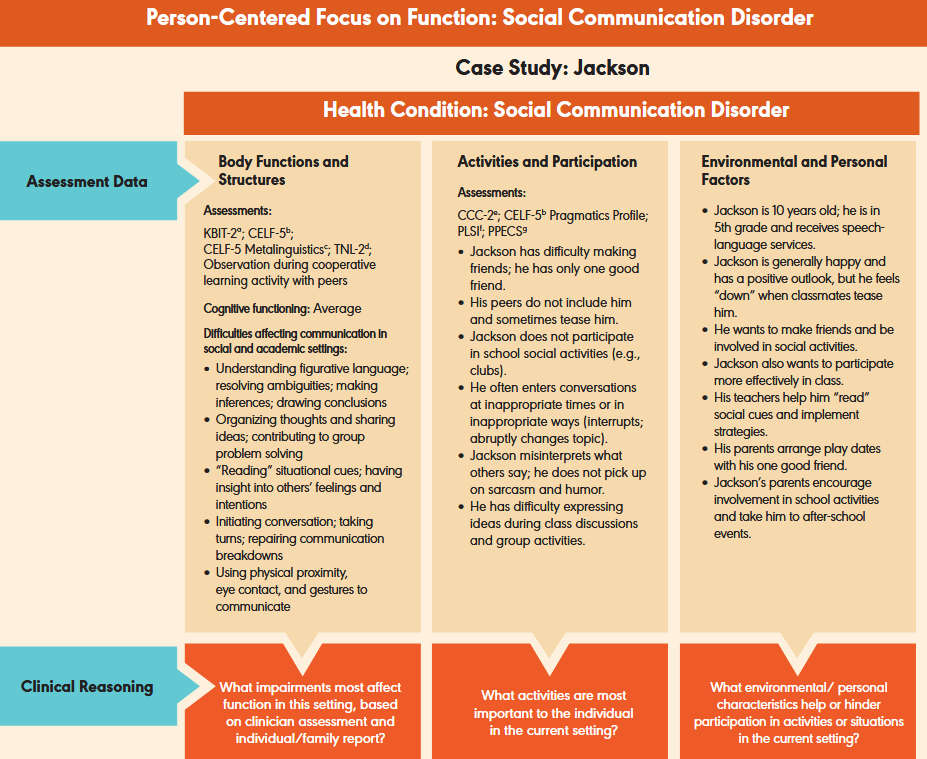 Person-Centered Focus on Function: Social Communication Disorder
Case Study: Jackson
Health Condition: Social Communication Disorder
Assessment Data
Body Functions and
Structures
Assessments:
KBIT-2ᵃ; CELF-5ᵇ;
CELF-5 Metalinguisticsᶜ; TNL-2ᵈ;
Observation during cooperative
learning activity with peers
Cognitive functioning: Average
Difficulties affecting communication in
social and academic settings:
• Understanding figurative language;
resolving ambiguities; making
inferences; drawing conclusions
• Organizing thoughts and sharing
ideas; contributing to group
problem solving
• “Reading” situational cues; having
insight into others’ feelings and
intentions
• Initiating conversation; taking
turns; repairing communication
breakdowns
• Using physical proximity,
eye contact, and gestures to
communicate
Activities and Participation
Assessments:
CCC-2ᵉ; CELF-5ᵇ Pragmatics Profile;
PLSIᶠ; PPECSᵍ
• Jackson has difficulty making
friends; he has only one good
friend.
• His peers do not include him
and sometimes tease him.
• Jackson does not participate
in school social activities (e.g.,
clubs).
• He often enters conversations
at inappropriate times or in
inappropriate ways (interrupts;
abruptly changes topic).
• Jackson misinterprets what
others say; he does not pick up
on sarcasm and humor.
• He has difficulty expressing
ideas during class discussions
and group activities.
Environmental and Personal
Factors
• Jackson is 10 years old; he is in
5th grade and receives speech-
language services.
• Jackson is generally happy and
has a positive outlook, but he feels
“down” when classmates tease
him.
• He wants to make friends and be
involved in social activities.
• Jackson also wants to participate
more effectively in class.
• His teachers help him “read”
social cues and implement
strategies.
• His parents arrange play dates
with his one good friend.
• Jackson’s parents encourage
involvement in school activities
and take him to after-school
events.
Clinical Reasoning
What impairments most affect
function in this setting, based
on clinician assessment and
individual/family report?
What activities are most
important to the individual
in the current setting?
What environmental/ personal
characteristics help or hinder
participation in activities or situations
in the current setting?